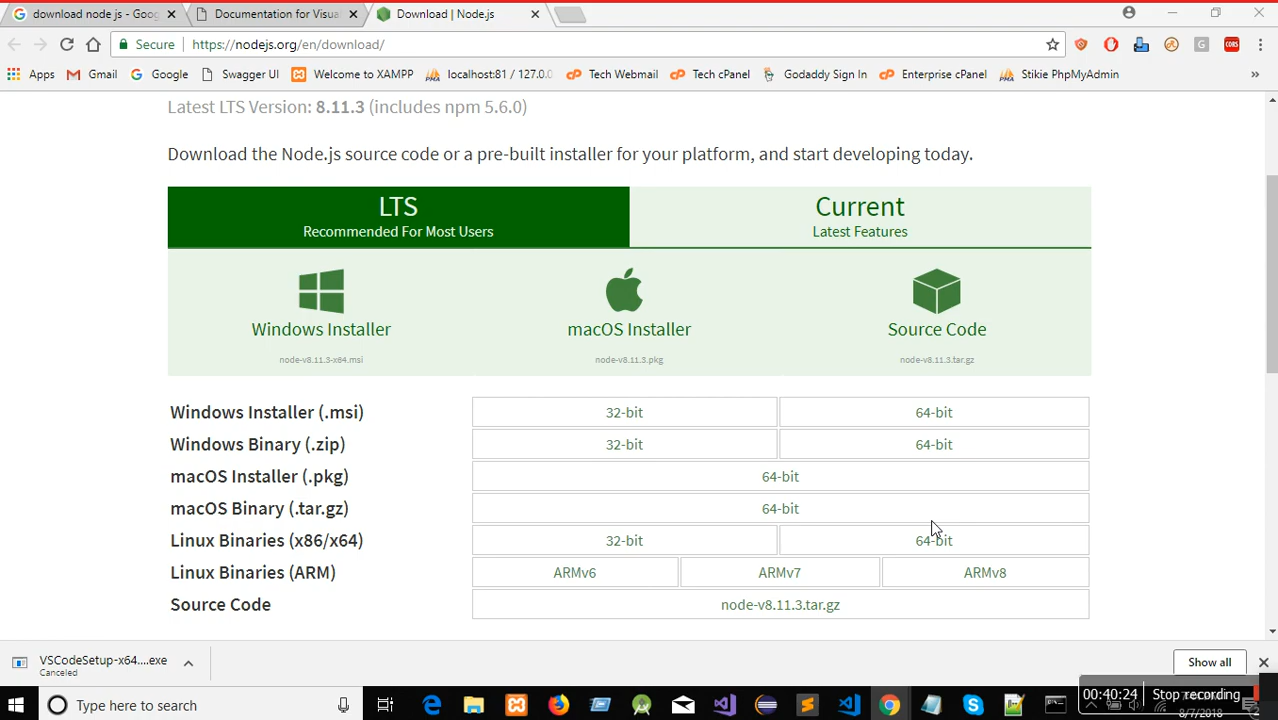 download node js - Goog
Documentation for Visual
Download | Node.js
Secure
https://nodejs.org/en/download/
Apps
Gmail
Google
Swagger UI
Welcome to XAMPP
localhost:81 / 127.0.0
Tech Webmail
Tech cPanel
Godaddy Sign In
Enterprise cPanel
Stikie PhpMyAdmin
»
Latest LTS Version: 8.11.3 (includes npm 5.6.0)
Download the Node.js source code or a pre-built installer for your platform, and start developing today.
LTS
Recommended For Most Users
Current
Latest Features
Windows Installer
node-v8.11.3-x64.msi
macOS Installer
node-v8.11.3.pkg
Source Code
node-v8.11.3.tar.gz
Windows Installer (.msi) 32-bit 64-bit
Windows Binary (.zip) 32-bit 64-bit
macOS Installer (.pkg) 64-bit
macOS Binary (.tar.gz) 64-bit
Linux Binaries (x86/x64) 32-bit 64-bit
Linux Binaries (ARM) ARMv6 ARMv7 ARMv8
Source Code node-v8.11.3.tar.gz
VSCodeSetup-x64....exe
Canceled
Show all
Type here to search
00:40:24 Stop recording
8/7/2018